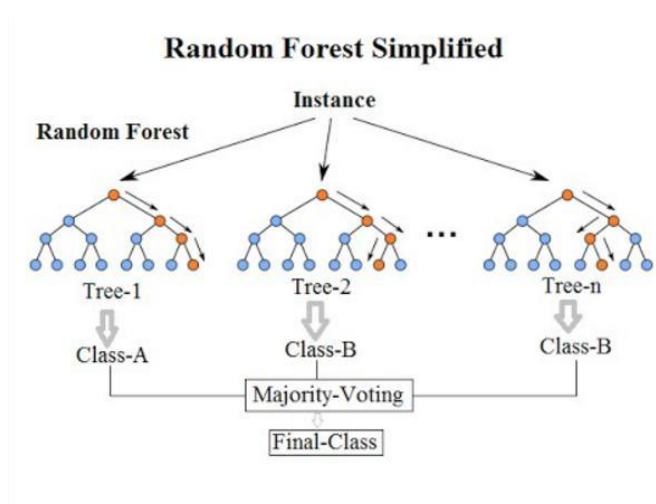 Random Forest Simplified
Instance
Random Forest
...
Tree-1
Tree-2
Tree-n
Class-A
Class-B
Class-B
Majority-Voting
Final-Class